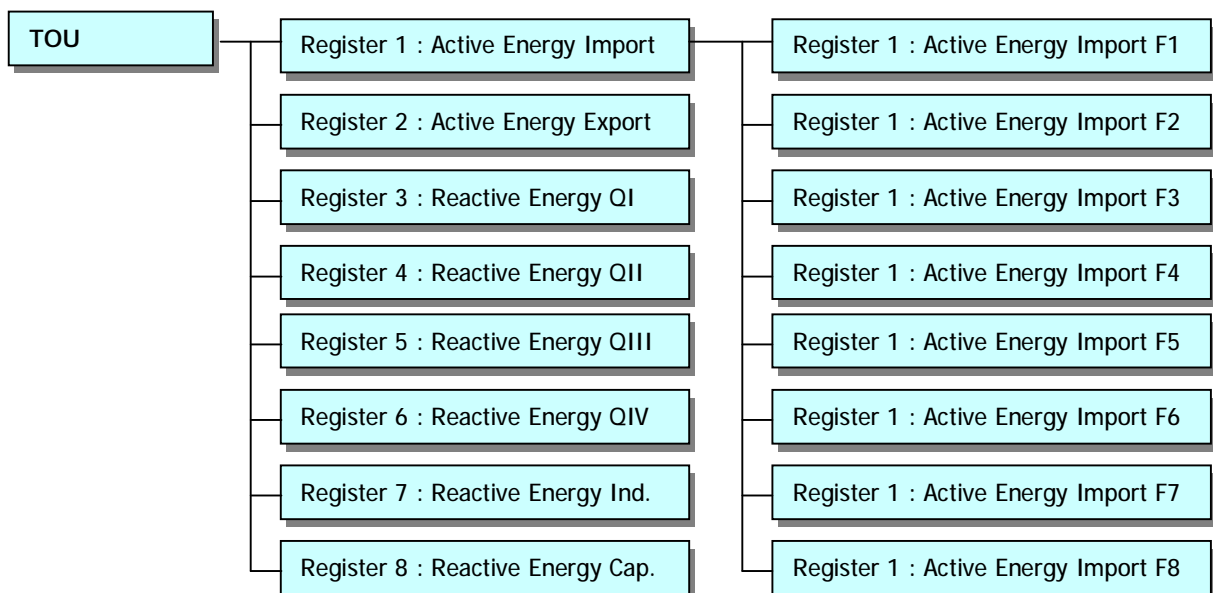 TOU
Register 1 : Active Energy Import
Register 2 : Active Energy Export
Register 3 : Reactive Energy QI
Register 4 : Reactive Energy QII
Register 5 : Reactive Energy QIII
Register 6 : Reactive Energy QIV
Register 7 : Reactive Energy Ind.
Register 8 : Reactive Energy Cap.
Register 1 : Active Energy Import F1
Register 1 : Active Energy Import F2
Register 1 : Active Energy Import F3
Register 1 : Active Energy Import F4
Register 1 : Active Energy Import F5
Register 1 : Active Energy Import F6
Register 1 : Active Energy Import F7
Register 1 : Active Energy Import F8